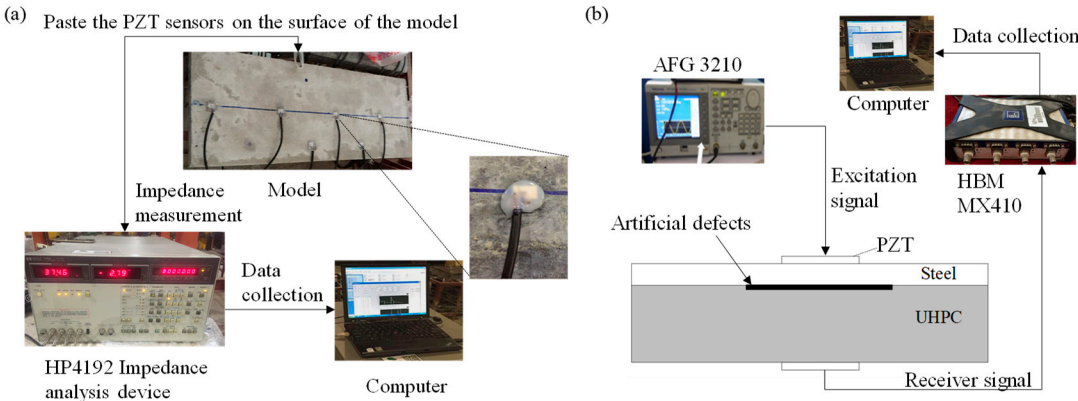 (a)
Paste the PZT sensors on the surface of the model
Impedance
measurement
Model
Data
collection
HP4192 Impedance
analysis device
Computer
(b)
AFG 3210
Data collection
Computer
Excitation
signal
HBM
MX410
Artificial defects
PZT
Steel
UHPC
Receiver signal